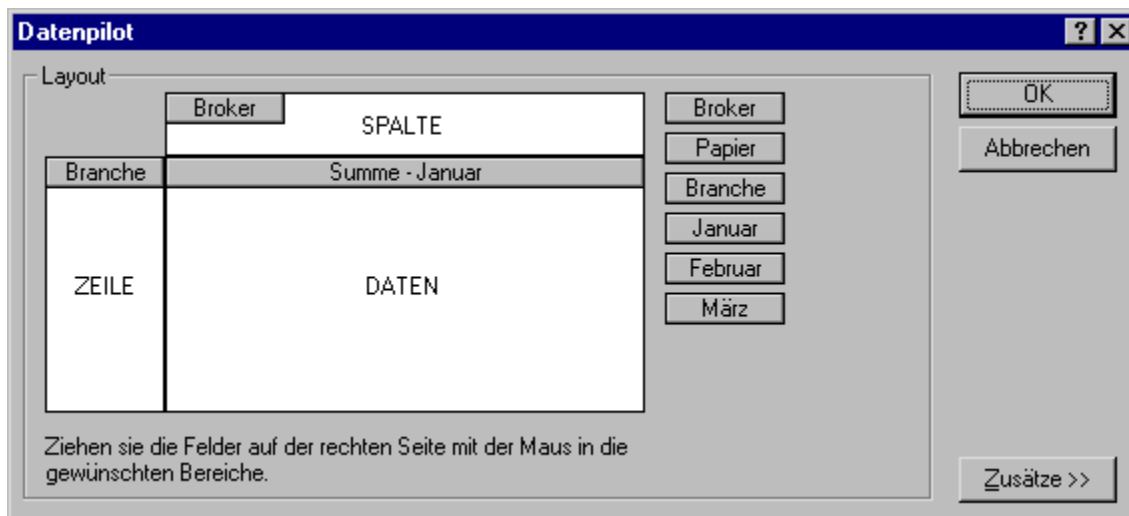 Datenpilot
Layout
Broker
SPALTE
Branche
Summe - Januar
ZEILE
DATEN
Broker
Papier
Branche
Januar
Februar
März
Ziehen sie die Felder auf der rechten Seite mit der Maus in die
gewünschten Bereiche.
OK
Abbrechen
Zusätze >>